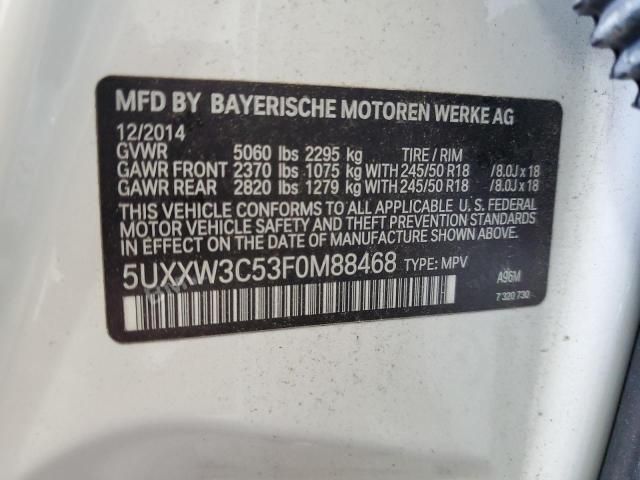 MFD BY BAYERISCHE MOTOREN WERKE AG
12/2014
GVWR 5060 lbs 2295 kg TIRE / RIM
GAWR FRONT 2370 lbs 1075 kg WITH 245/50 R18 /8.0J x 18
GAWR REAR 2820 lbs 1279 kg WITH 245/50 R18 /8.0J x 18
THIS VEHICLE CONFORMS TO ALL APPLICABLE U. S. FEDERAL
MOTOR VEHICLE SAFETY AND THEFT PREVENTION STANDARDS
IN EFFECT ON THE DATE OF MANUFACTURE SHOWN ABOVE.
5UXXW3C53F0M88468 TYPE: MPV
A96M
7 320 730